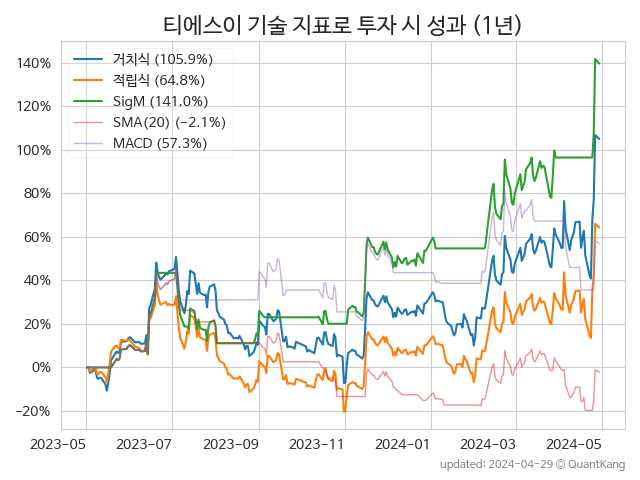 티에스이 기술 지표로 투자 시 성과 (1년)
거치식 (105.9%)
적립식 (64.8%)
SigM (141.0%)
SMA(20) (-2.1%)
MACD (57.3%)
140%
120%
100%
80%
60%
40%
20%
0%
−20%
2023-05 2023-07 2023-09 2023-11 2024-01 2024-03 2024-05
updated: 2024-04-29 © QuantKang